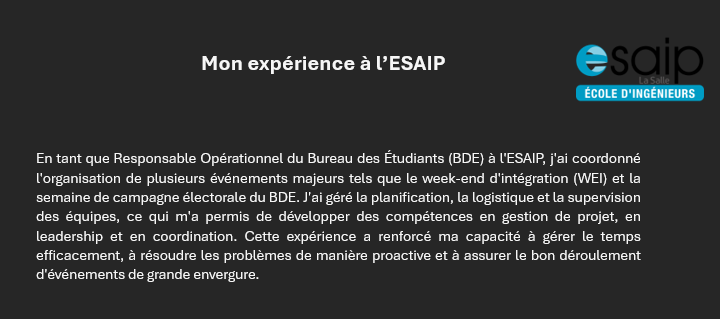 Mon expérience à l’ESAIP
esaip
La Salle
ÉCOLE D'INGÉNIEURS
En tant que Responsable Opérationnel du Bureau des Étudiants (BDE) à l'ESAIP, j'ai coordonné
l'organisation de plusieurs événements majeurs tels que le week-end d'intégration (WEI) et la
semaine de campagne électorale du BDE. J'ai géré la planification, la logistique et la supervision
des équipes, ce qui m'a permis de développer des compétences en gestion de projet, en
leadership et en coordination. Cette expérience a renforcé ma capacité à gérer le temps
efficacement, à résoudre les problèmes de manière proactive et à assurer le bon déroulement
d’événements de grande envergure.